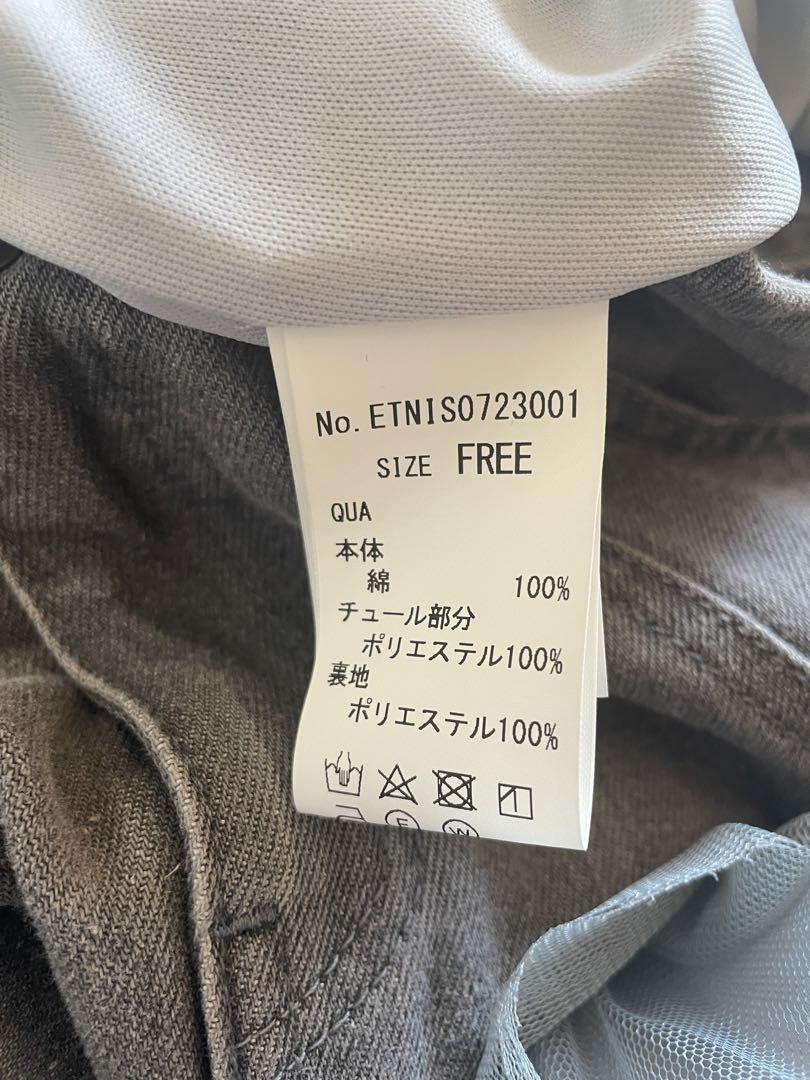 No. ETNIS0723001
SIZE FREE
QUA
本体
綿 100%
チュール部分
ポリエステル100%
裏地
ポリエステル100%
F
W